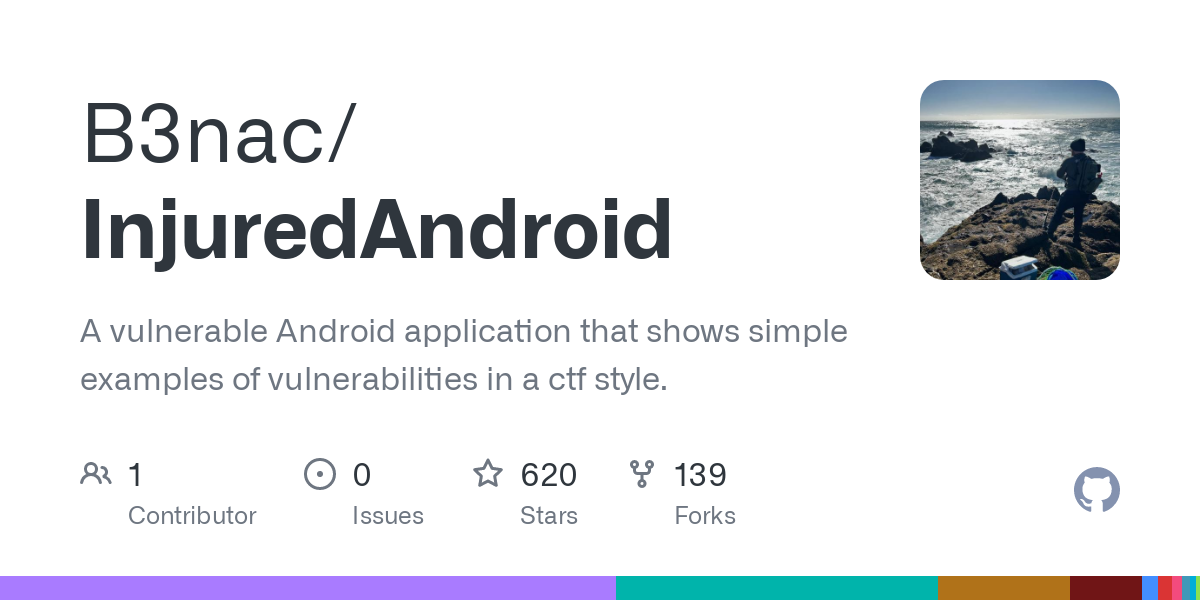 B3nac/
InjuredAndroid
A vulnerable Android application that shows simple
examples of vulnerabilities in a ctf style.
1
Contributor
0
Issues
620
Stars
139
Forks